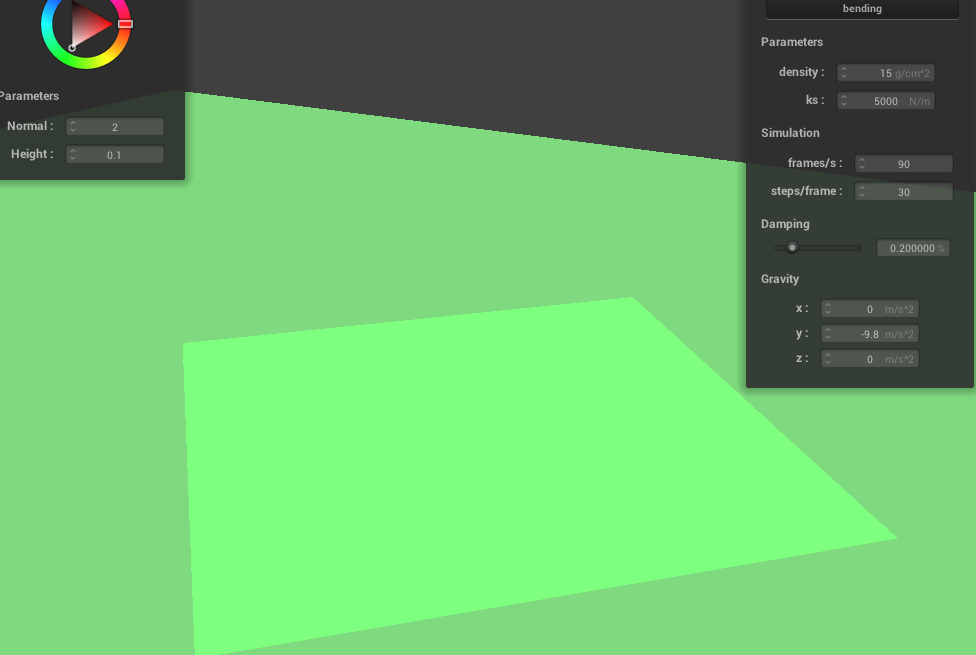 Parameters
Normal :
2
Height :
0.1
bending
Parameters
density :
15 g/cm^2
ks :
5000 N/m
Simulation
frames/s :
90
steps/frame :
30
Damping
0.200000 %
Gravity
x :
0 m/s^2
y :
-9.8 m/s^2
z :
0 m/s^2